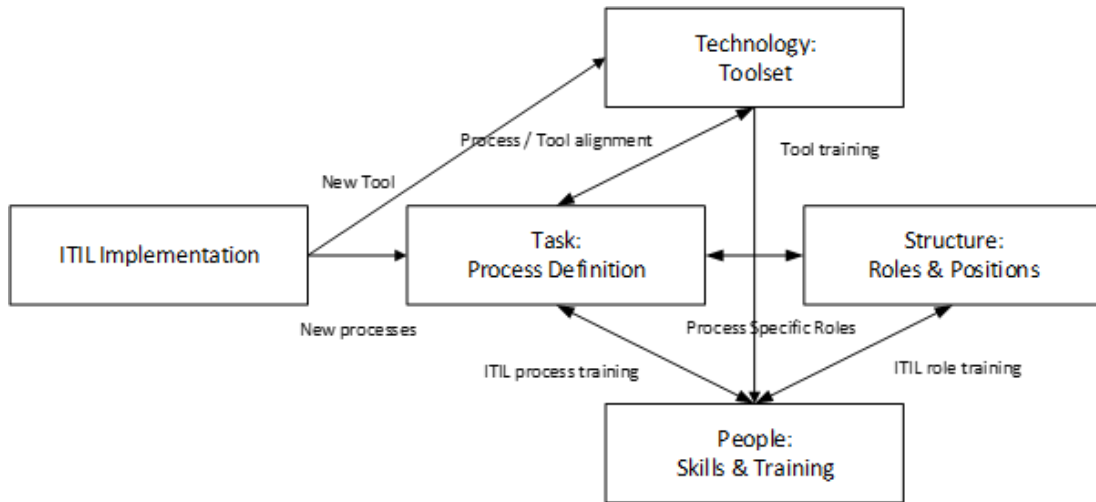 Technology:
Toolset
Process / Tool alignment
Tool training
New Tool
ITIL Implementation
Task:
Process Definition
Structure:
Roles & Positions
New processes
Process Specific Roles
ITIL process training
ITIL role training
People:
Skills & Training